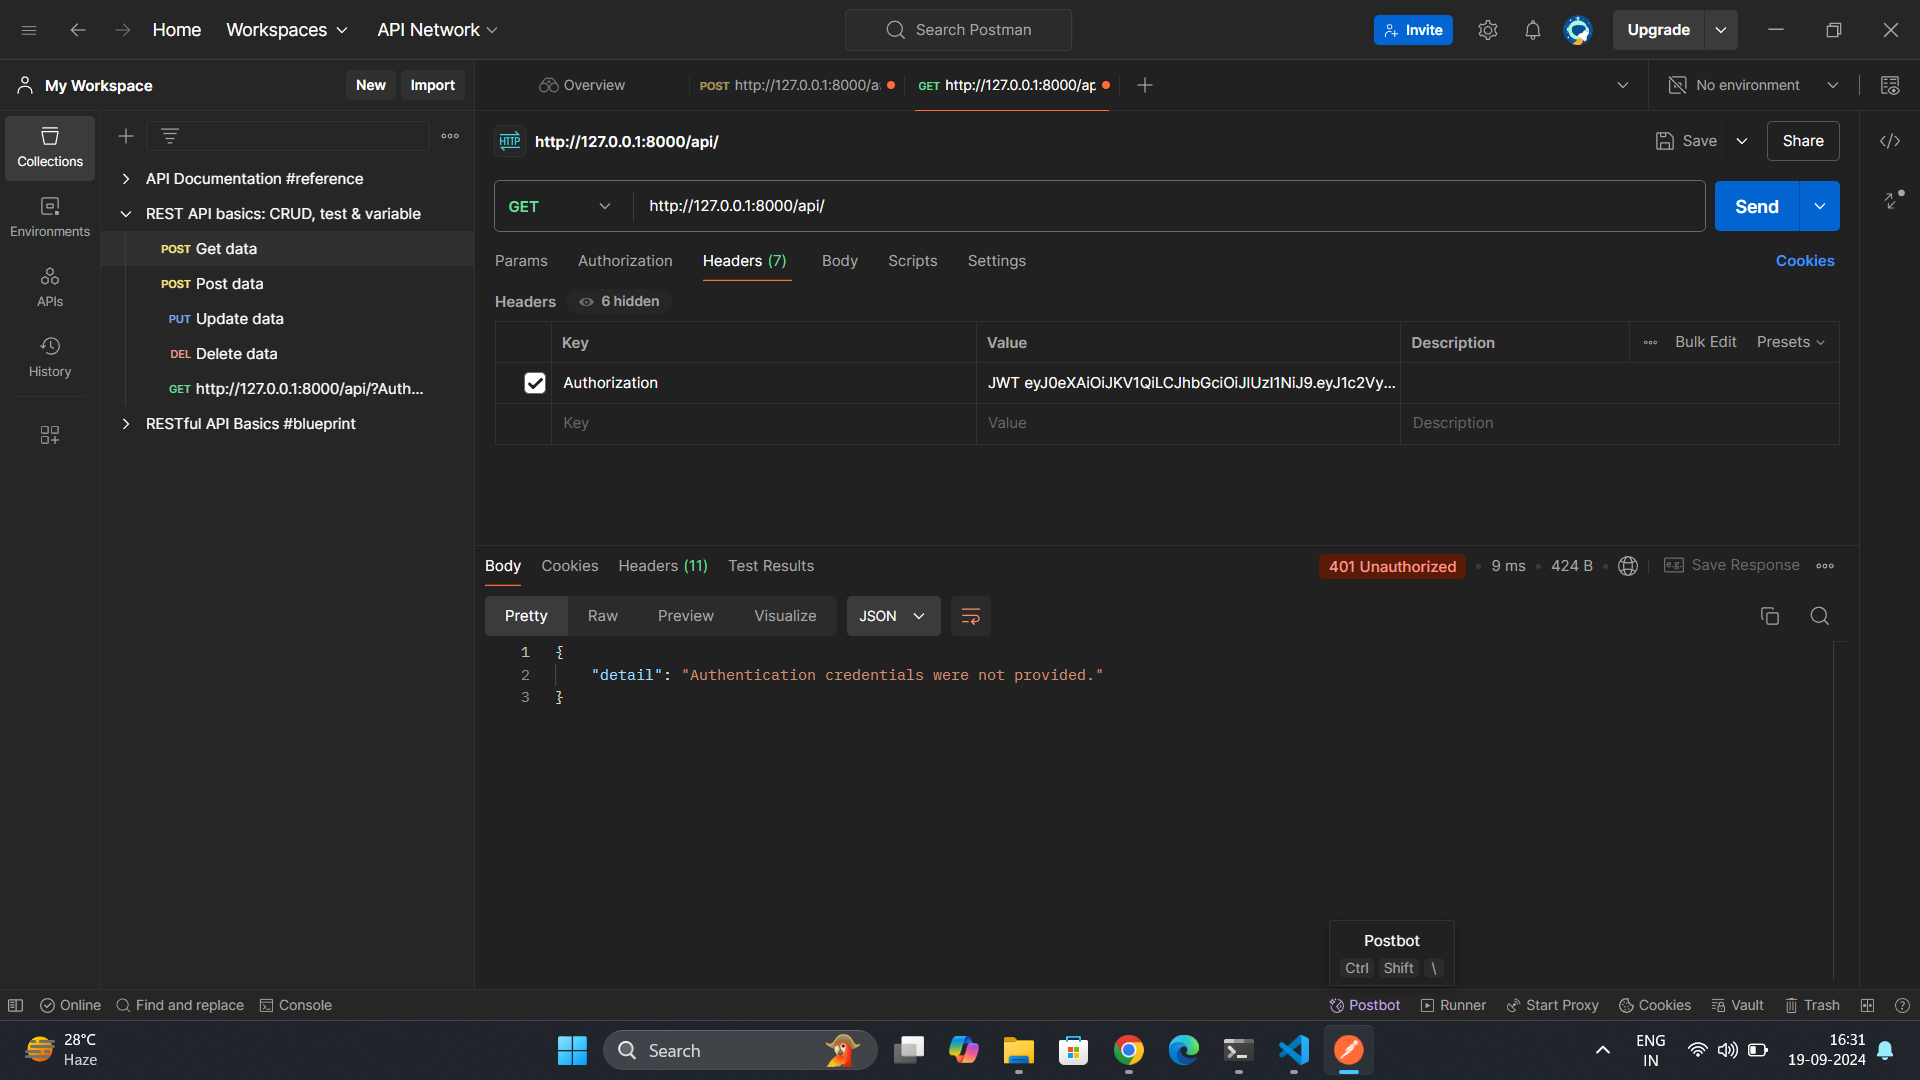 Home
Workspaces
API Network
Search Postman
Invite
Upgrade
My Workspace
New
Import
Overview
POST http://127.0.0.1:8000/a
GET http://127.0.0.1:8000/ap
No environment
Collections
Environments
APIs
History
API Documentation #reference
REST API basics: CRUD, test & variable
POST Get data
POST Post data
PUT Update data
DEL Delete data
GET http://127.0.0.1:8000/api/?Auth...
RESTful API Basics #blueprint
HTTP http://127.0.0.1:8000/api/
Save
Share
GET
http://127.0.0.1:8000/api/
Send
Params
Authorization
Headers (7)
Body
Scripts
Settings
Cookies
Headers
6 hidden
Key
Value
Description
Bulk Edit
Presets
Authorization
JWT eyJ0eXAiOiJKV1QiLCJhbGciOiJIUzI1NiJ9.eyJ1c2Vy...
Key
Value
Description
Body
Cookies
Headers (11)
Test Results
401 Unauthorized
9 ms
424 B
e.g.
Save Response
Pretty
Raw
Preview
Visualize
JSON
1 {
2 "detail": "Authentication credentials were not provided."
3 }
Postbot
Ctrl Shift \
Online
Find and replace
Console
Postbot
Runner
Start Proxy
Cookies
Vault
Trash
28°C
Haze
Search
ENG
IN
16:31
19-09-2024